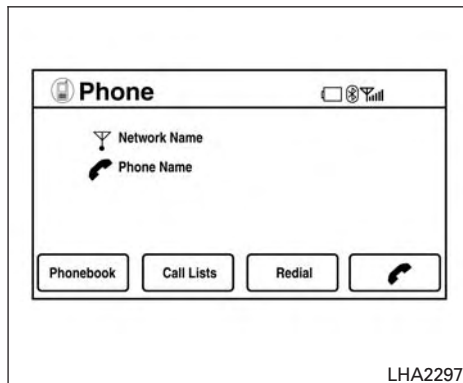 Phone
Network Name
Phone Name
Phonebook Call Lists Redial
LHA2297